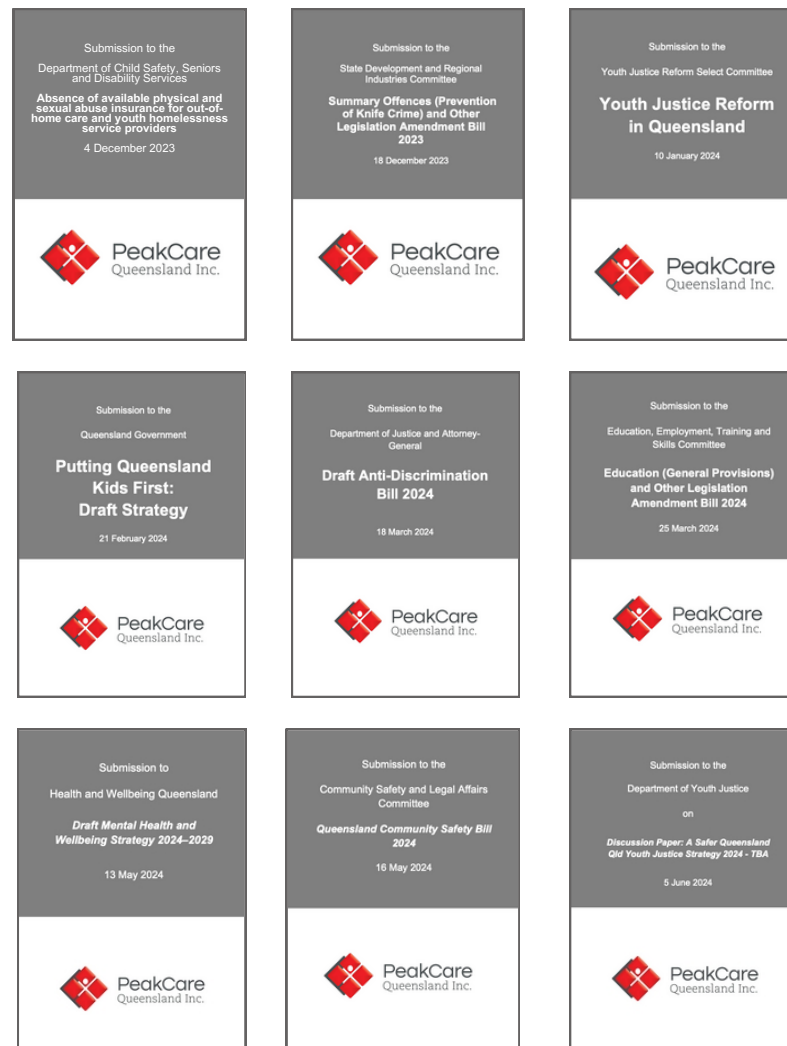 Submission to the
Department of Child Safety, Seniors
and Disability Services
Absence of available physical and
sexual abuse insurance for out-of-
home care and youth homelessness
service providers
4 December 2023
PeakCare
Queensland Inc.
Submission to the
State Development and Regional
Industries Committee
Summary Offences (Prevention
of Knife Crime) and Other
Legislation Amendment Bill
2023
18 December 2023
PeakCare
Queensland Inc.
Submission to the
Youth Justice Reform Select Committee
Youth Justice Reform
in Queensland
10 January 2024
PeakCare
Queensland Inc.
Submission to the
Queensland Government
Putting Queensland
Kids First:
Draft Strategy
21 February 2024
PeakCare
Queensland Inc.
Submission to the
Department of Justice and Attorney-
General
Draft Anti-Discrimination
Bill 2024
18 March 2024
PeakCare
Queensland Inc.
Submission to the
Education, Employment, Training and
Skills Committee
Education (General Provisions)
and Other Legislation
Amendment Bill 2024
25 March 2024
PeakCare
Queensland Inc.
Submission to
Health and Wellbeing Queensland
Draft Mental Health and
Wellbeing Strategy 2024–2029
13 May 2024
PeakCare
Queensland Inc.
Submission to the
Community Safety and Legal Affairs
Committee
Queensland Community Safety Bill
2024
16 May 2024
PeakCare
Queensland Inc.
Submission to the
Department of Youth Justice
on
Discussion Paper: A Safer Queensland
Qld Youth Justice Strategy 2024 - TBA
5 June 2024
PeakCare
Queensland Inc.